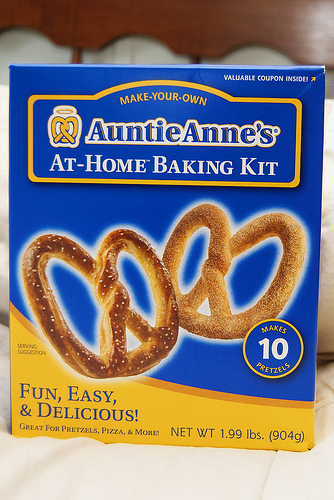 VALUABLE COUPON INSIDE!
MAKE-YOUR-OWN
AuntieAnne's®
AT-HOME™ BAKING KIT
SERVING
SUGGESTION
MAKES
10
PRETZELS
FUN, EASY,
& DELICIOUS!
GREAT FOR PRETZELS, PIZZA, & MORE!
NET WT 1.99 lbs. (904g)